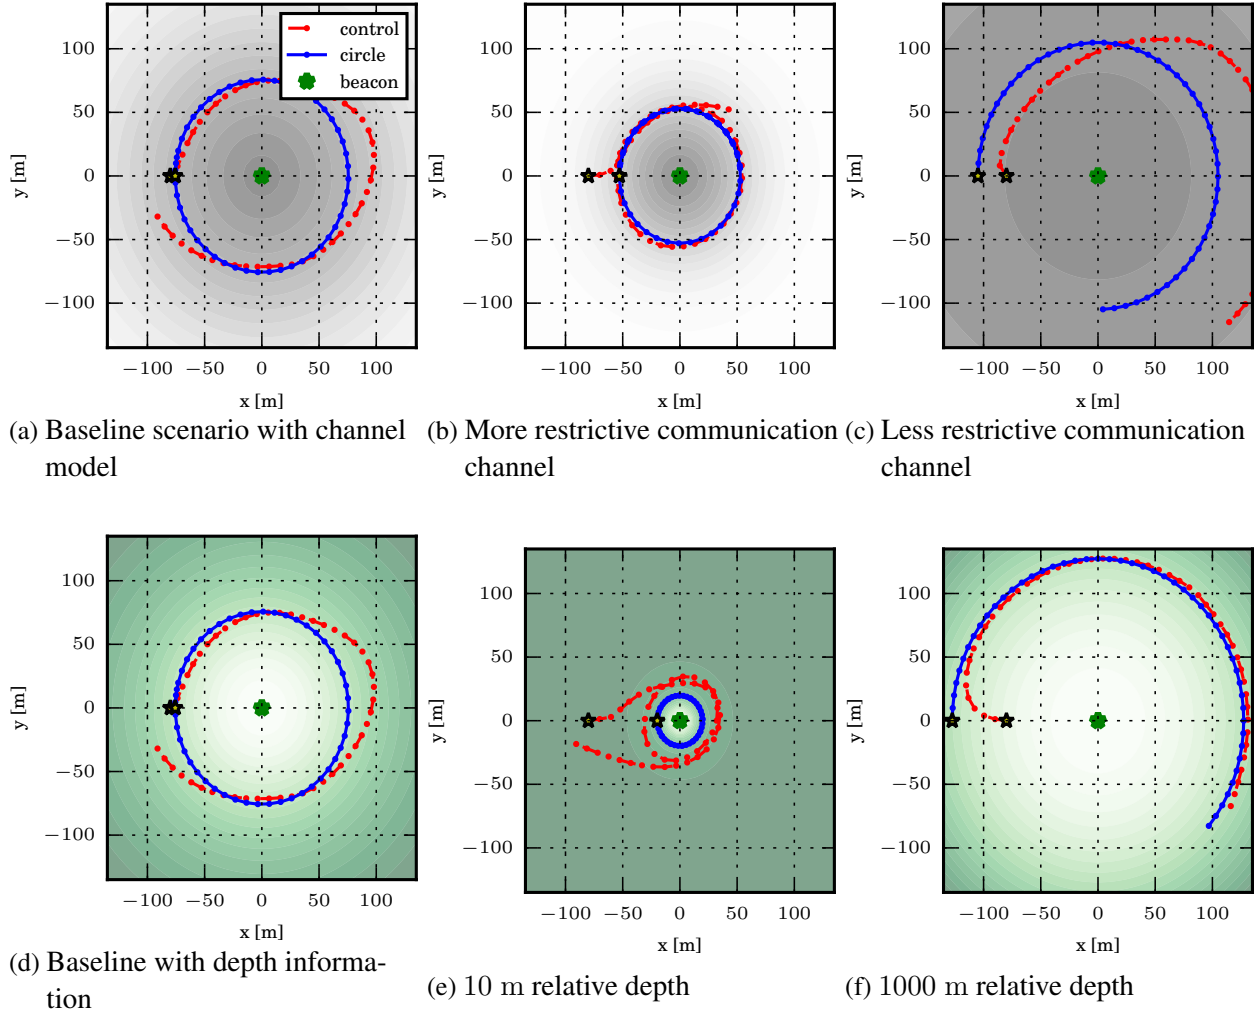 control
circle
beacon
100
50
0
−50
−100
y [m]
−100 −50 0 50 100
x [m]
100
50
0
−50
−100
y [m]
−100 −50 0 50 100
x [m]
100
50
0
−50
−100
y [m]
−100 −50 0 50 100
x [m]
(a) Baseline scenario with channel
model
(b) More restrictive communication
channel
(c) Less restrictive communication
channel
100
50
0
−50
−100
y [m]
−100 −50 0 50 100
x [m]
100
50
0
−50
−100
y [m]
−100 −50 0 50 100
x [m]
100
50
0
−50
−100
y [m]
−100 −50 0 50 100
x [m]
(d) Baseline with depth informa-
tion
(e) 10 m relative depth
(f) 1000 m relative depth